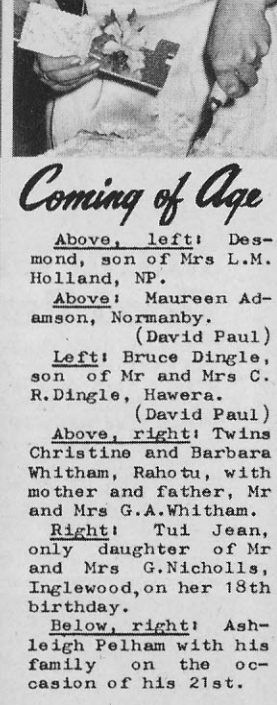 Coming of Age
Above, left: Des-
mond, son of Mrs L.M.
Holland, NP.
Above: Maureen Ad-
amson, Normanby.
(David Paul)
Left: Bruce Dingle,
son of Mr and Mrs C.
R.Dingle, Hawera.
(David Paul)
Above, right: Twins
Christine and Barbara
Whitham, Rahotu, with
mother and father, Mr
and Mrs G.A.Whitham.
Right: Tui Jean,
only daughter of Mr
and Mrs G.Nicholls,
Inglewood,on her 18th
birthday.
Below, right: Ash-
leigh Pelham with his
family on the oc-
casion of his 21st.